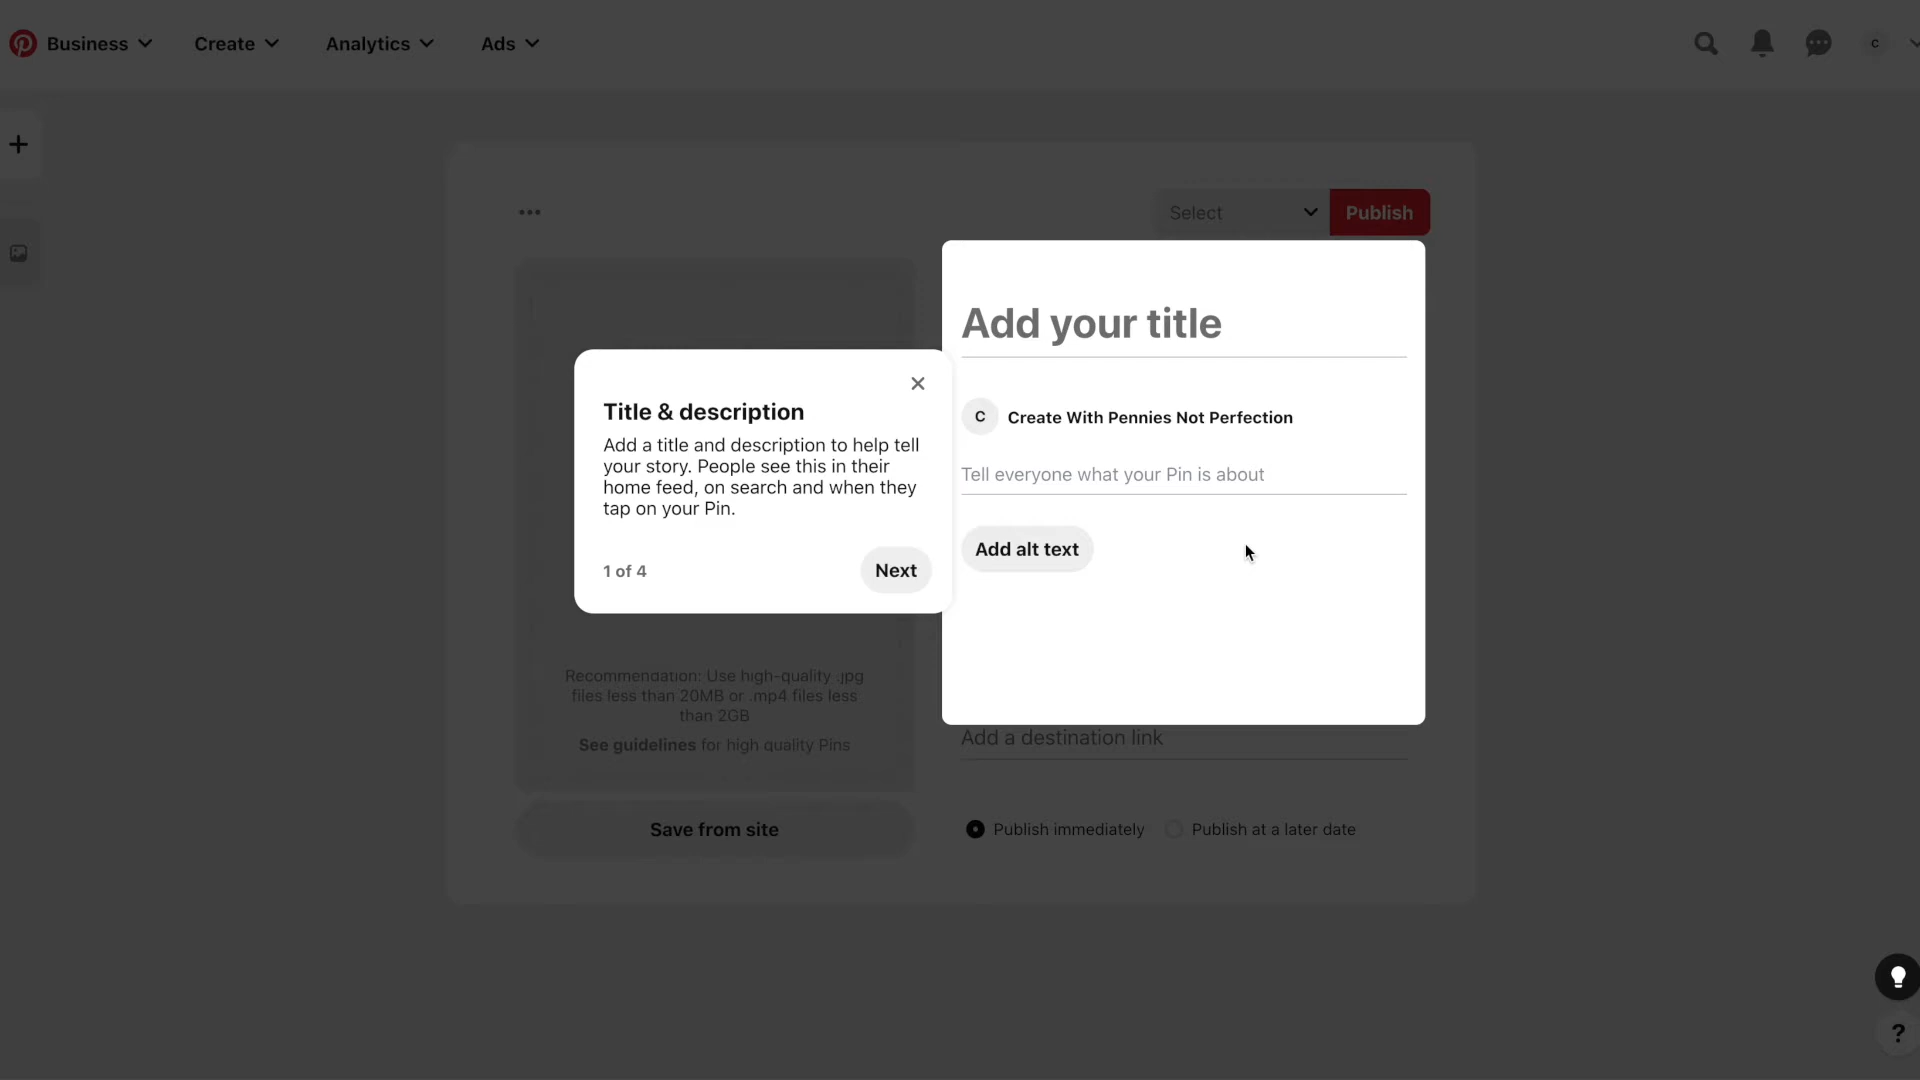 Business
Create
Analytics
Ads
C
Select
Publish
Add your title
Title & description
Add a title and description to help tell
your story. People see this in their
home feed, on search and when they
tap on your Pin.
1 of 4
Next
C
Create With Pennies Not Perfection
Tell everyone what your Pin is about
Add alt text
Recommendation: Use high-quality .jpg
files less than 20MB or .mp4 files less
than 2GB
See guidelines for high quality Pins
Add a destination link
Save from site
Publish immediately
Publish at a later date
?